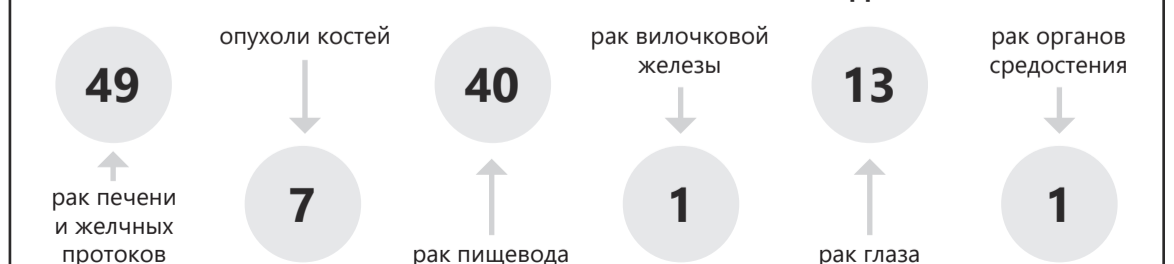 49
рак печени
и желчных
протоков
опухоли костей
7
40
рак пищевода
рак вилочковой
железы
1
13
рак глаза
рак органов
средостения
1